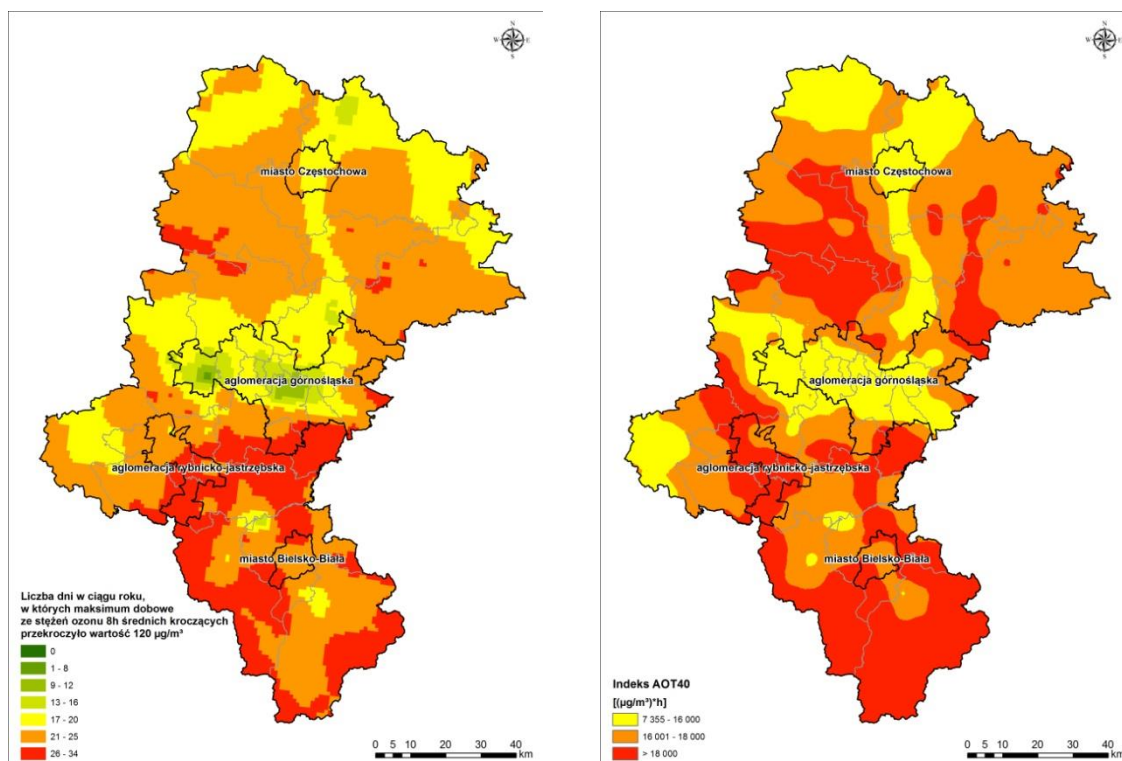 N
W E
S
miasto Częstochowa
aglomeracja górnośląska
aglomeracja rybnicko-jastrzębska
miasto Bielsko-Biała
Liczba dni w ciągu roku,
w których maksimum dobowe
ze stężeń ozonu 8h średnich kroczących
przekroczyło wartość 120 µg/m³
0
1 - 8
9 - 12
13 - 16
17 - 20
21 - 25
26 - 34
0 5 10 20 30 40
km
N
W E
S
miasto Częstochowa
aglomeracja górnośląska
aglomeracja rybnicko-jastrzębska
miasto Bielsko-Biała
Indeks AOT40
[(µg/m³)*h]
7 355 - 16 000
16 001 - 18 000
> 18 000
0 5 10 20 30 40
km